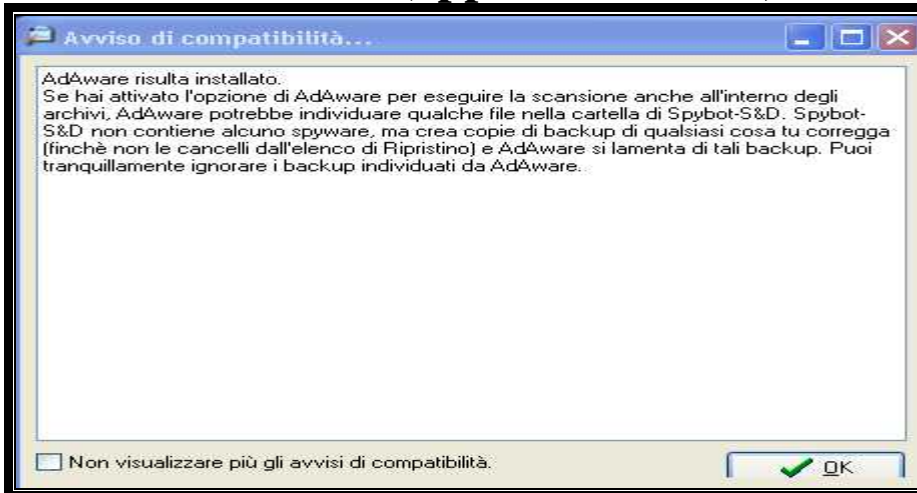 Avviso di compatibilità...
AdAware risulta installato.
Se hai attivato l'opzione di AdAware per eseguire la scansione anche all'interno degli
archivi, AdAware potrebbe individuare qualche file nella cartella di Spybot-S&D. Spybot-
S&D non contiene alcuno spyware, ma crea copie di backup di qualsiasi cosa tu corregga
(finchè non le cancelli dall'elenco di Ripristino) e AdAware si lamenta di tali backup. Puoi
tranquillamente ignorare i backup individuati da AdAware.
Non visualizzare più gli avvisi di compatibilità.
OK